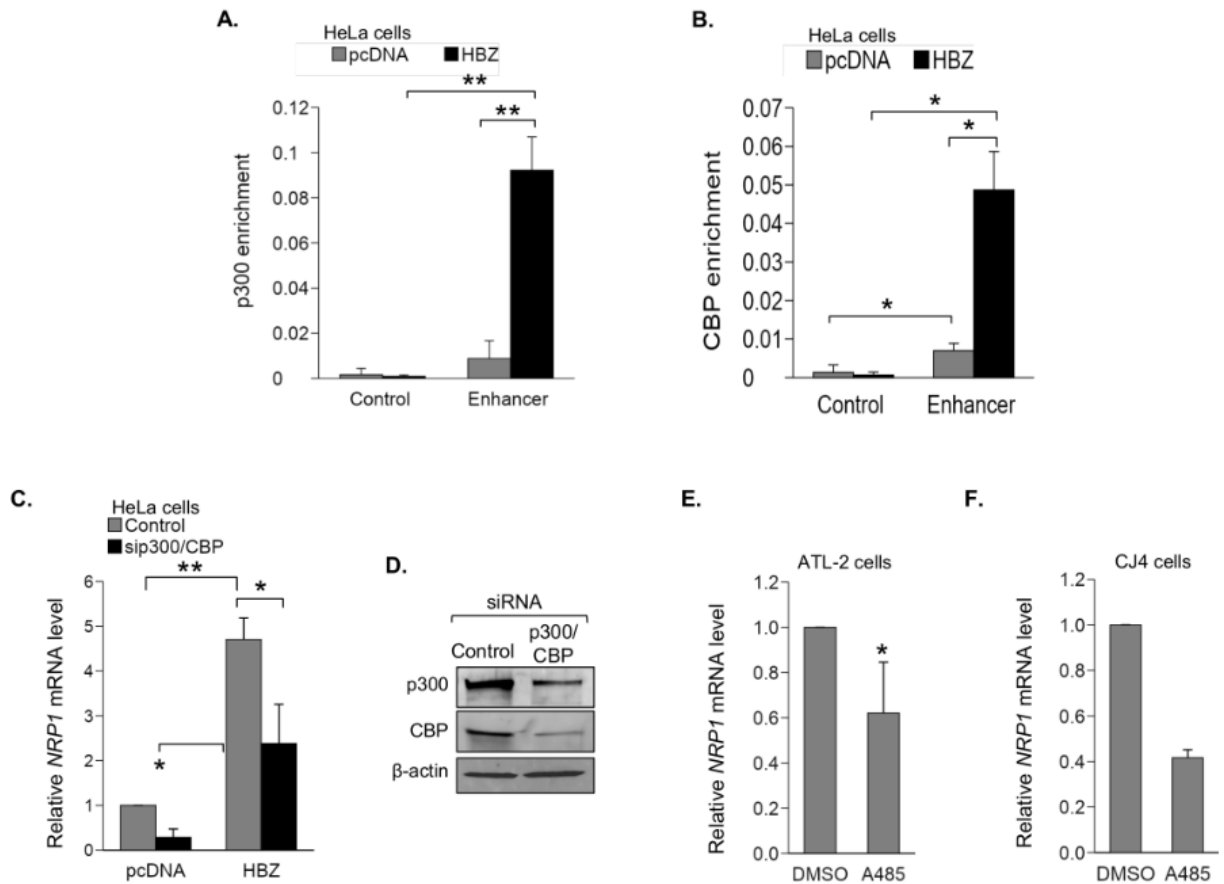 A.
HeLa cells
pcDNA HBZ
**
**
0.12
0.1
0.08
0.06
0.04
0.02
0
p300 enrichment
Control Enhancer
B.
HeLa cells
pcDNA HBZ
*
*
*
0.07
0.06
0.05
0.04
0.03
0.02
0.01
0
CBP enrichment
Control Enhancer
C.
HeLa cells
Control
sip300/CBP
**
*
*
6
5
4
3
2
1
0
Relative NRP1 mRNA level
pcDNA HBZ
D.
siRNA
Control p300/
CBP
p300
CBP
β-actin
E.
ATL-2 cells
1.2
1.0
0.8
0.6
0.4
0.2
0.0
*
Relative NRP1 mRNA level
DMSO A485
F.
CJ4 cells
1.2
1.0
0.8
0.6
0.4
0.2
0.0
Relative NRP1 mRNA level
DMSO A485